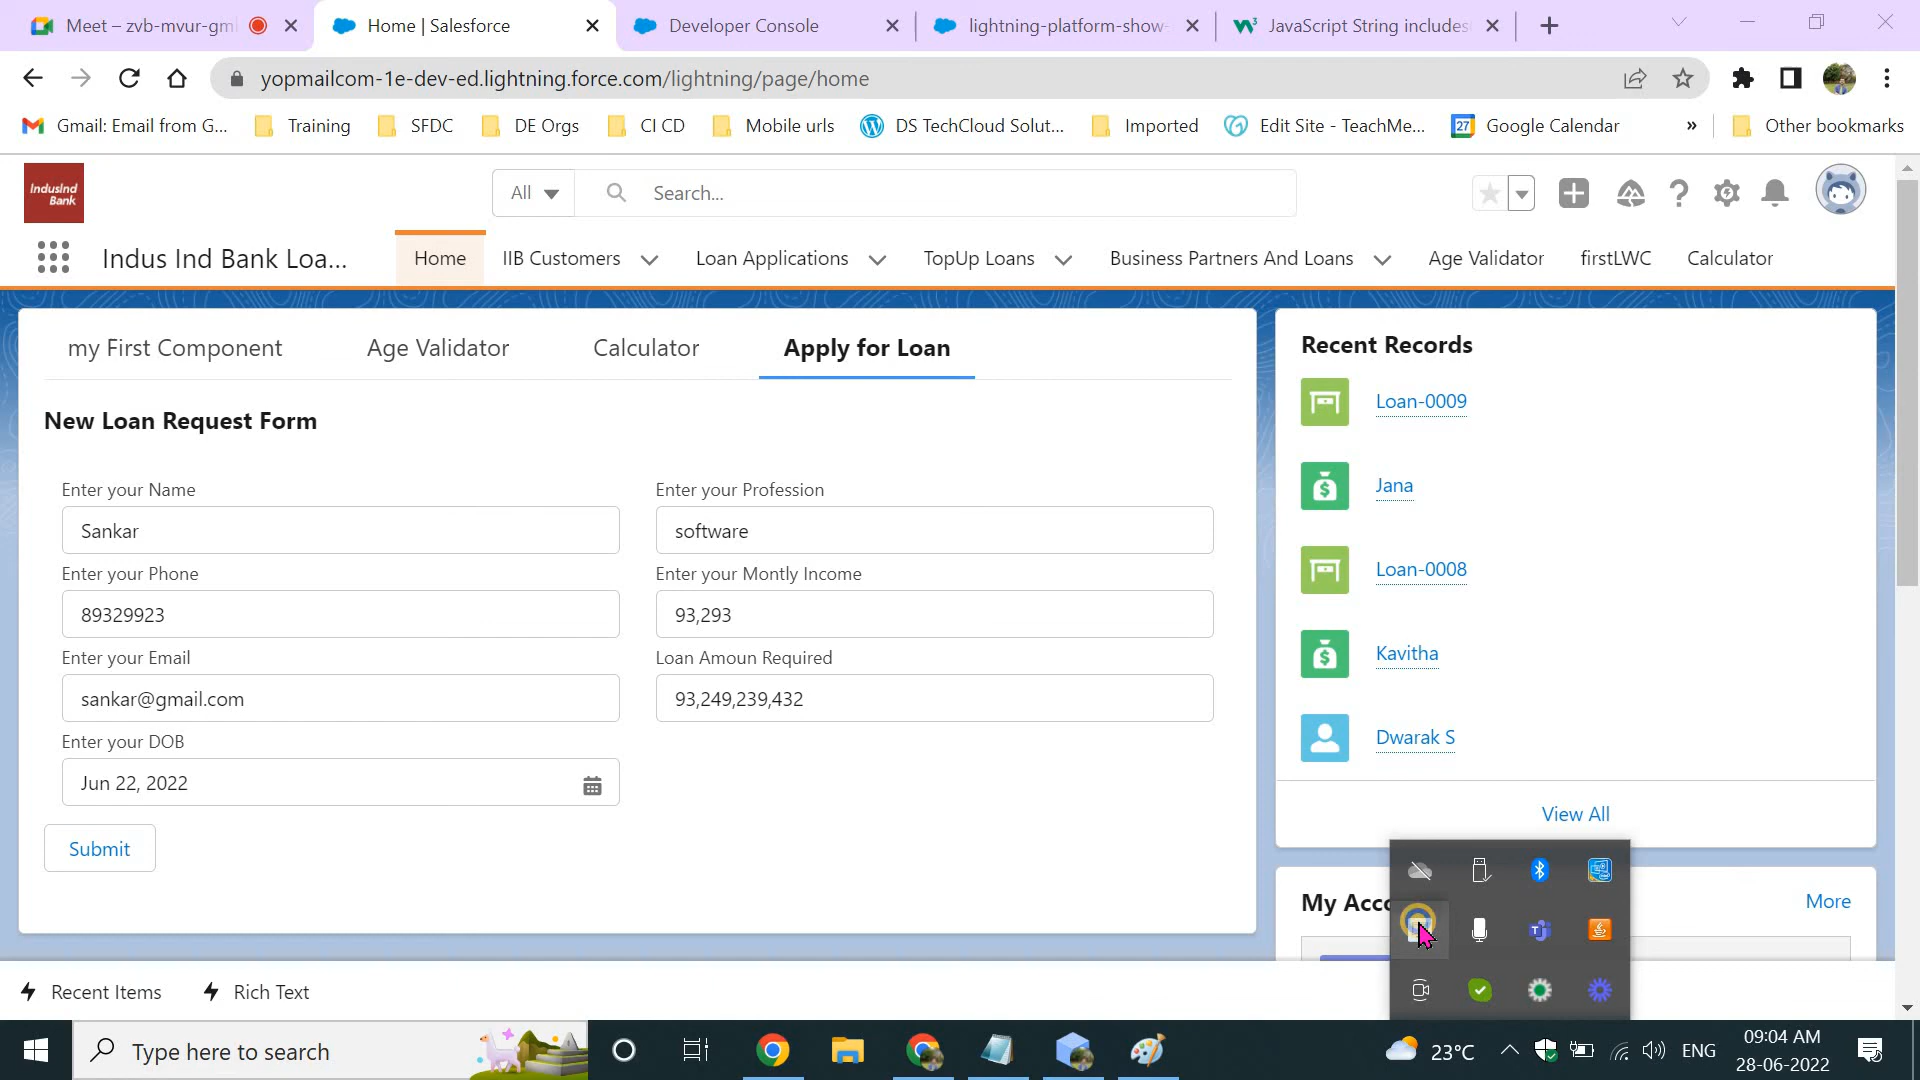 Meet – zvb-mvur-gm
Home | Salesforce
Developer Console
lightning-platform-show-
JavaScript String includes
yopmailcom-1e-dev-ed.lightning.force.com/lightning/page/home
Gmail: Email from G...
Training
SFDC
DE Orgs
CI CD
Mobile urls
DS TechCloud Solut...
Imported
Edit Site - TeachMe...
27
Google Calendar
»
Other bookmarks
IndusInd
Bank
All
Search...
Indus Ind Bank Loa...
Home
IIB Customers
Loan Applications
TopUp Loans
Business Partners And Loans
Age Validator
firstLWC
Calculator
my First Component
Age Validator
Calculator
Apply for Loan
New Loan Request Form
Enter your Name
Sankar
Enter your Phone
89329923
Enter your Email
sankar@gmail.com
Enter your DOB
Jun 22, 2022
Submit
Enter your Profession
software
Enter your Montly Income
93,293
Loan Amoun Required
93,249,239,432
Recent Records
Loan-0009
Jana
Loan-0008
Kavitha
Dwarak S
View All
My Acco
More
Recent Items
Rich Text
Type here to search
23°C
ENG
09:04 AM
28-06-2022